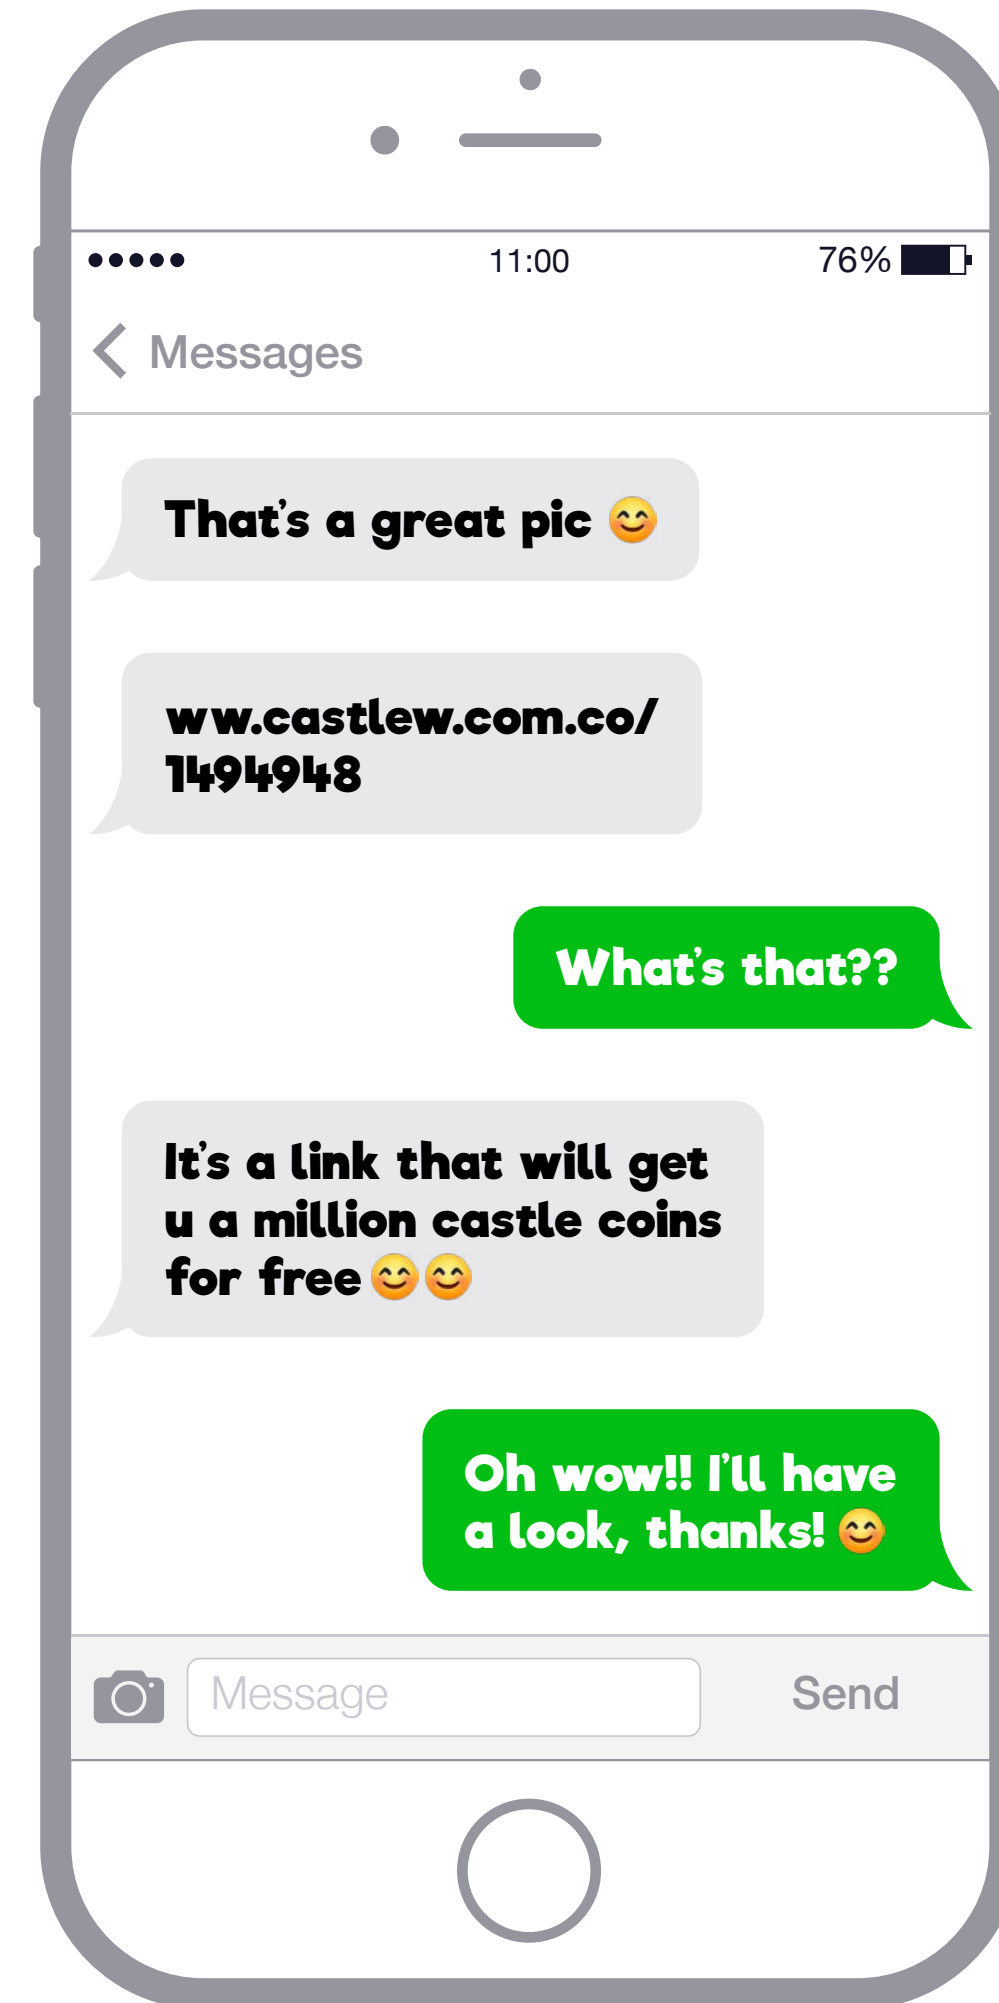 11:00 76%
Messages
That's a great pic 😊
ww.castlew.com.co/
1494948
What's that??
It's a link that will get
u a million castle coins
for free 😊😊
Oh wow!! I'll have
a look, thanks! 😊
Message Send